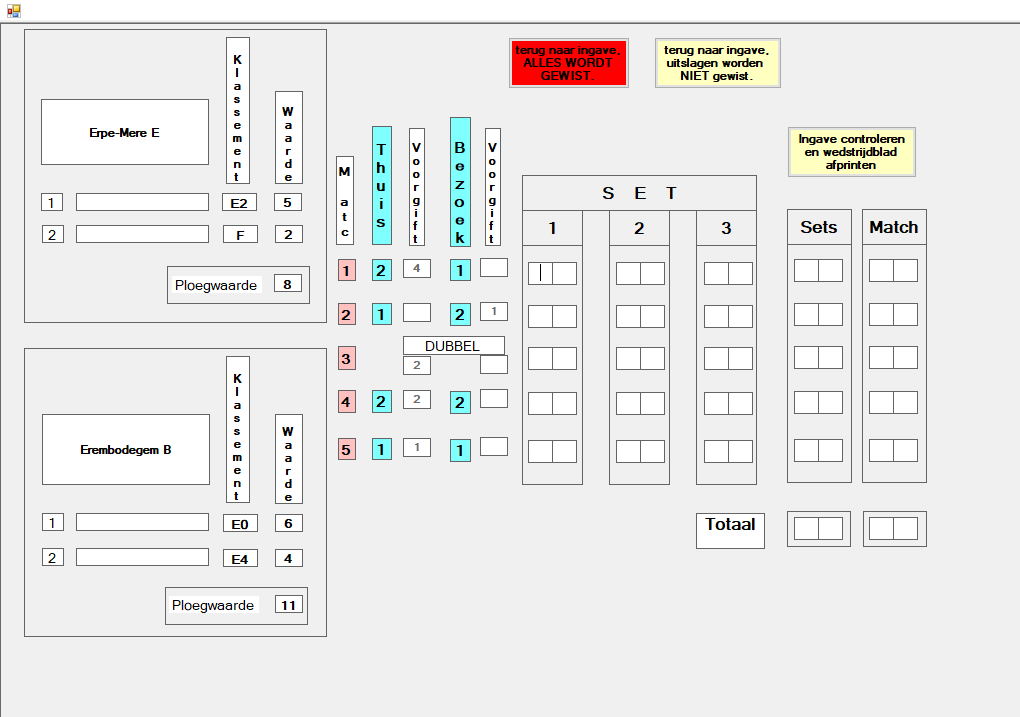 terug naar ingave,
ALLES WORDT
GEWIST.
terug naar ingave,
uitslagen worden
NIET gewist.
Ingave controleren
en wedstrijdblad
afprinten
Klassement
Waarde
Erpe-Mere E
1 E2 5
2 F 2
Ploegwaarde 8
Klassement
Waarde
Erembodegem B
1 E0 6
2 E4 4
Ploegwaarde 11
Matc
Thuis
Voorgift
Bezoek
Voorgift
1 2 4 1
2 1 2 1
DUBBEL
3 2
4 2 2 2
5 1 1 1
S E T
1 2 3
Sets Match
Totaal